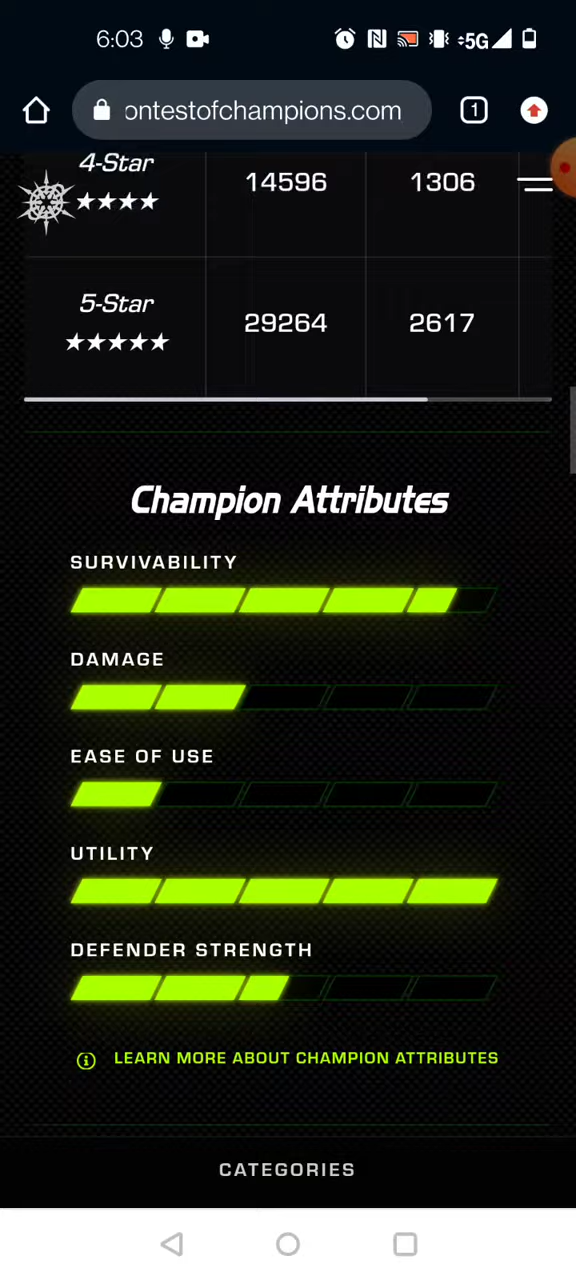 6:03
5G
ontestofchampions.com
1
4-Star
★★★★
14596
1306
5-Star
★★★★★
29264
2617
Champion Attributes
SURVIVABILITY
DAMAGE
EASE OF USE
UTILITY
DEFENDER STRENGTH
LEARN MORE ABOUT CHAMPION ATTRIBUTES
CATEGORIES